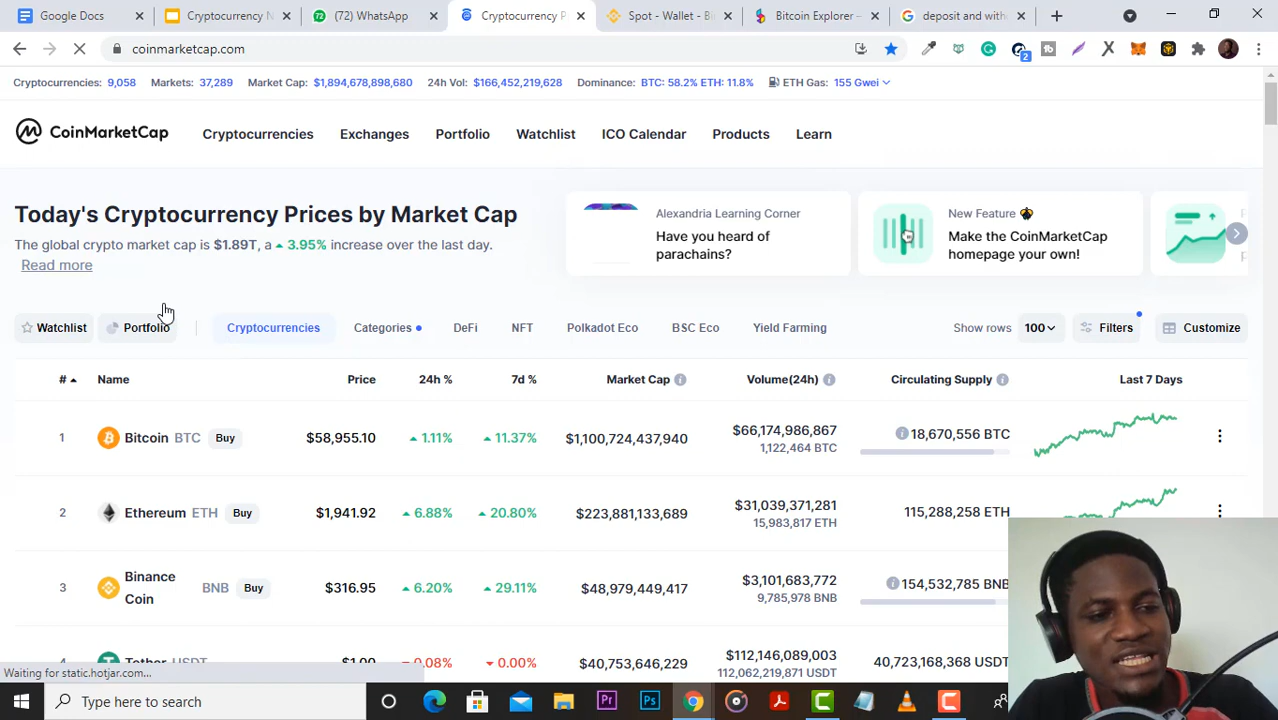 Google Docs
Cryptocurrency N
(72) WhatsApp
Cryptocurrency P
Spot - Wallet - Bi
Bitcoin Explorer –
deposit and with
coinmarketcap.com
2
Cryptocurrencies: 9,058 Markets: 37,289 Market Cap: $1,894,678,898,680 24h Vol: $166,452,219,628 Dominance: BTC: 58.2% ETH: 11.8% ETH Gas: 155 Gwei
CoinMarketCap Cryptocurrencies Exchanges Portfolio Watchlist ICO Calendar Products Learn
Today's Cryptocurrency Prices by Market Cap
The global crypto market cap is $1.89T, a 3.95% increase over the last day.
Read more
Alexandria Learning Corner
Have you heard of
parachains?
New Feature
Make the CoinMarketCap
homepage your own!
Watchlist Portfolio Cryptocurrencies Categories DeFi NFT Polkadot Eco BSC Eco Yield Farming Show rows 100 Filters Customize
# Name Price 24h % 7d % Market Cap Volume(24h) Circulating Supply Last 7 Days
1 Bitcoin BTC Buy $58,955.10 1.11% 11.37% $1,100,724,437,940 $66,174,986,867 18,670,556 BTC
1,122,464 BTC
2 Ethereum ETH Buy $1,941.92 6.88% 20.80% $223,881,133,689 $31,039,371,281 115,288,258 ETH
15,983,817 ETH
3 Binance Coin BNB Buy $316.95 6.20% 29.11% $48,979,449,417 $3,101,683,772 154,532,785 BNB
9,785,978 BNB
4 Tether USDT $1.00 0.08% 0.00% $40,753,646,229 $112,146,089,003 40,723,168,368 USDT
112,062,219,871 USDT
Waiting for static.hotjar.com...
Type here to search